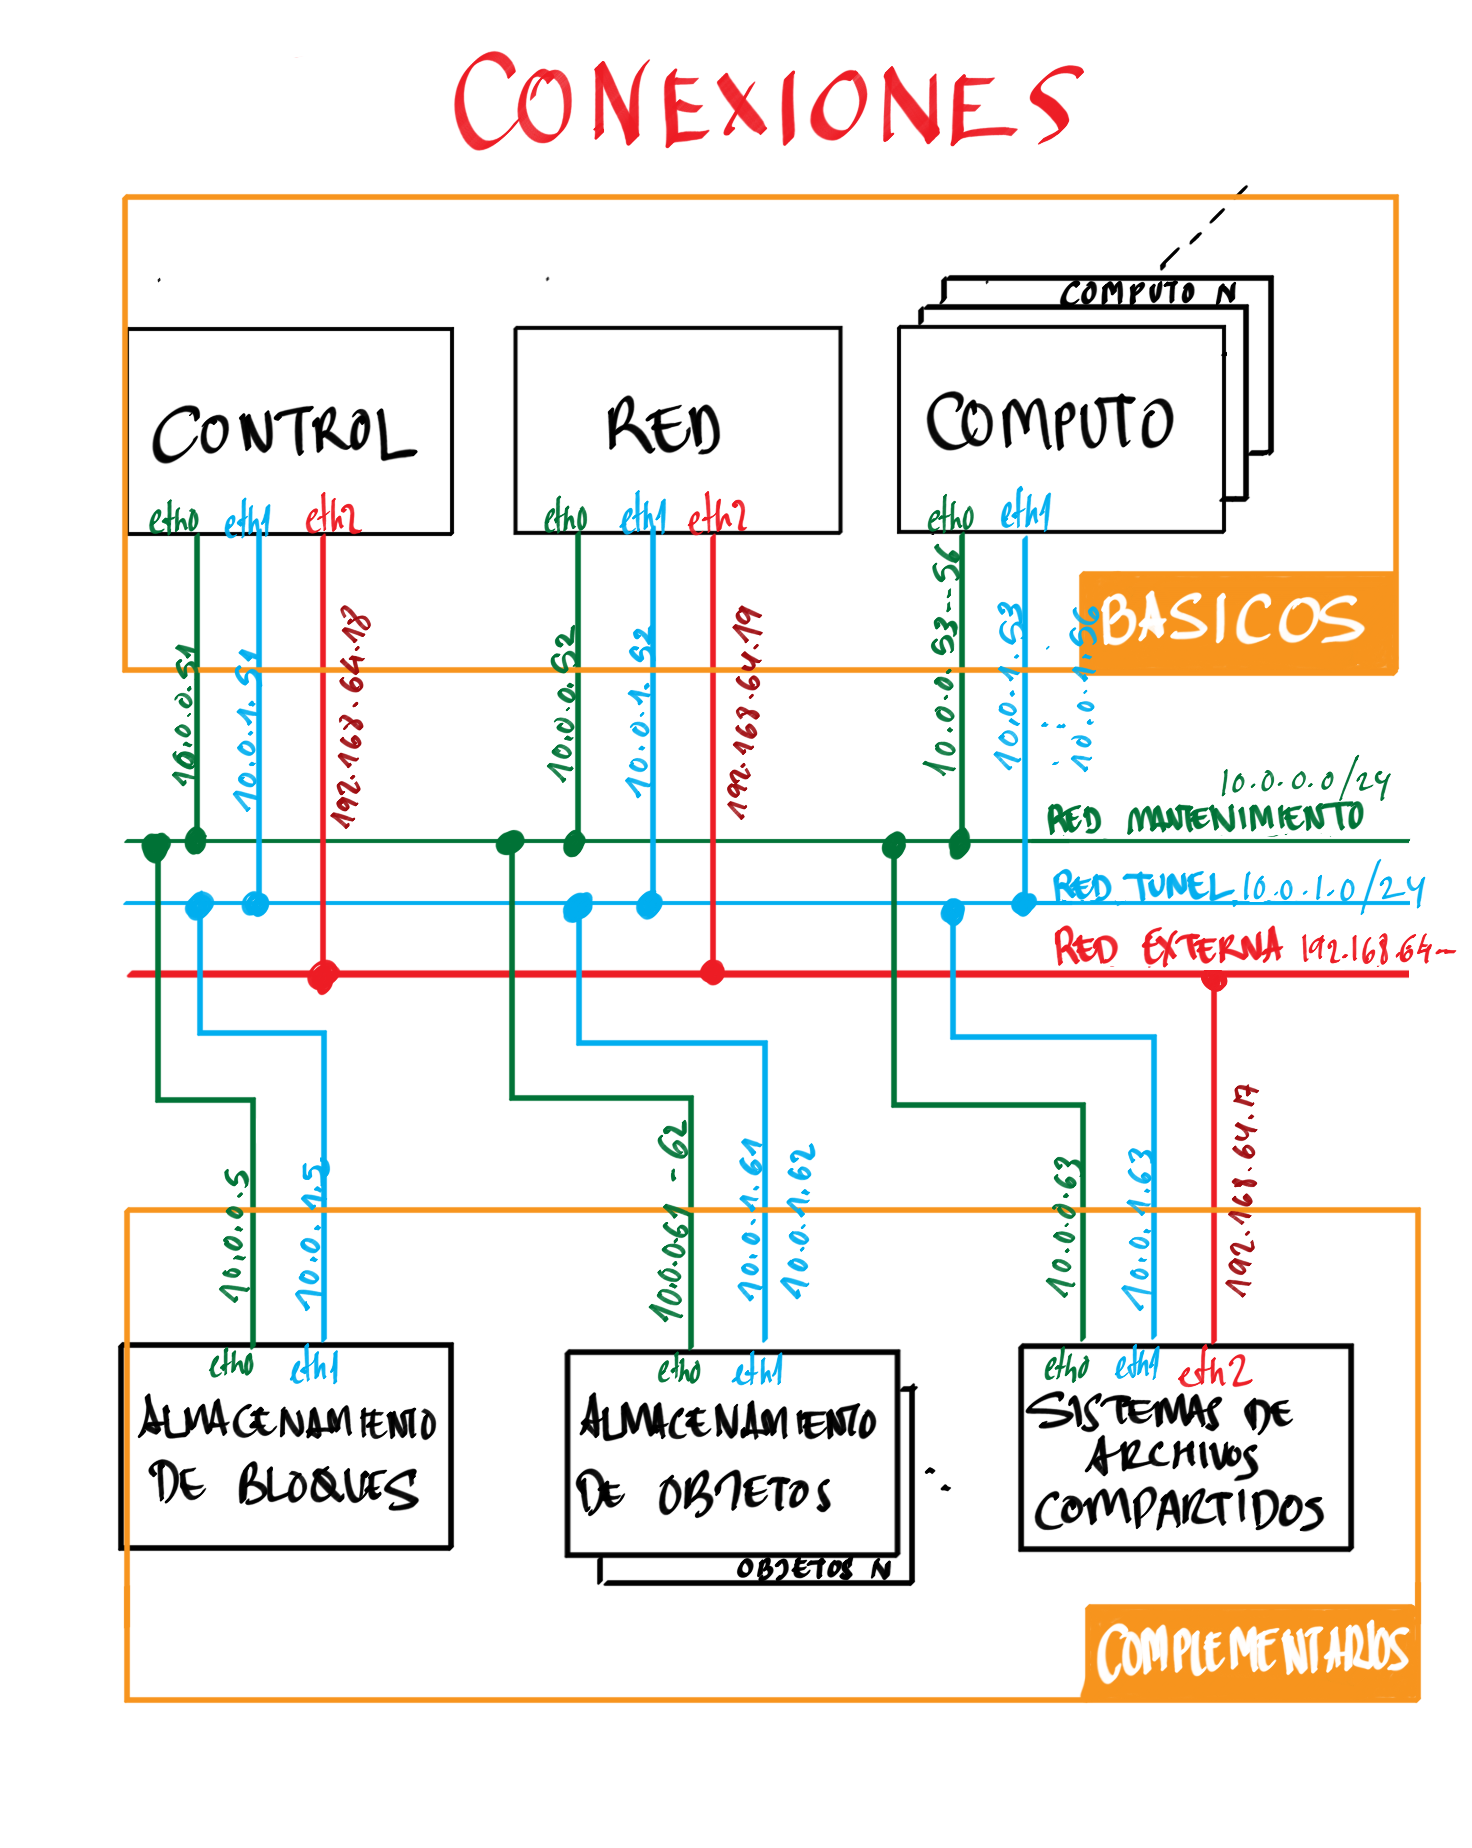 CONEXIONES
COMPUTO N
CONTROL
RED
COMPUTO
eth0 eth1 eth2
eth0 eth1 eth2
eth0 eth1
BASICOS
10.0.0.51
10.0.1.51
192.168.64.18
10.0.0.52
10.0.1.52
192.168.64.19
10.0.0.53--56
10.0.1.53
10.0.1.56
10.0.0.0/24
RED MANTENIMIENTO
RED TUNEL 10.0.1.0/24
RED EXTERNA 192.168.64--
10.0.0.5
10.0.1.5
10.0.0.61 - 62
10.0.1.61
10.0.1.62
10.0.0.63
10.0.1.63
192.168.64.17
eth0 eth1
ALMACENAMIENTO
DE BLOQUES
eth0 eth1
ALMACENAMIENTO
DE OBJETOS
OBJETOS N
eth0 eth1 eth2
SISTEMAS DE
ARCHIVOS
COMPARTIDOS
COMPLEMENTARIOS